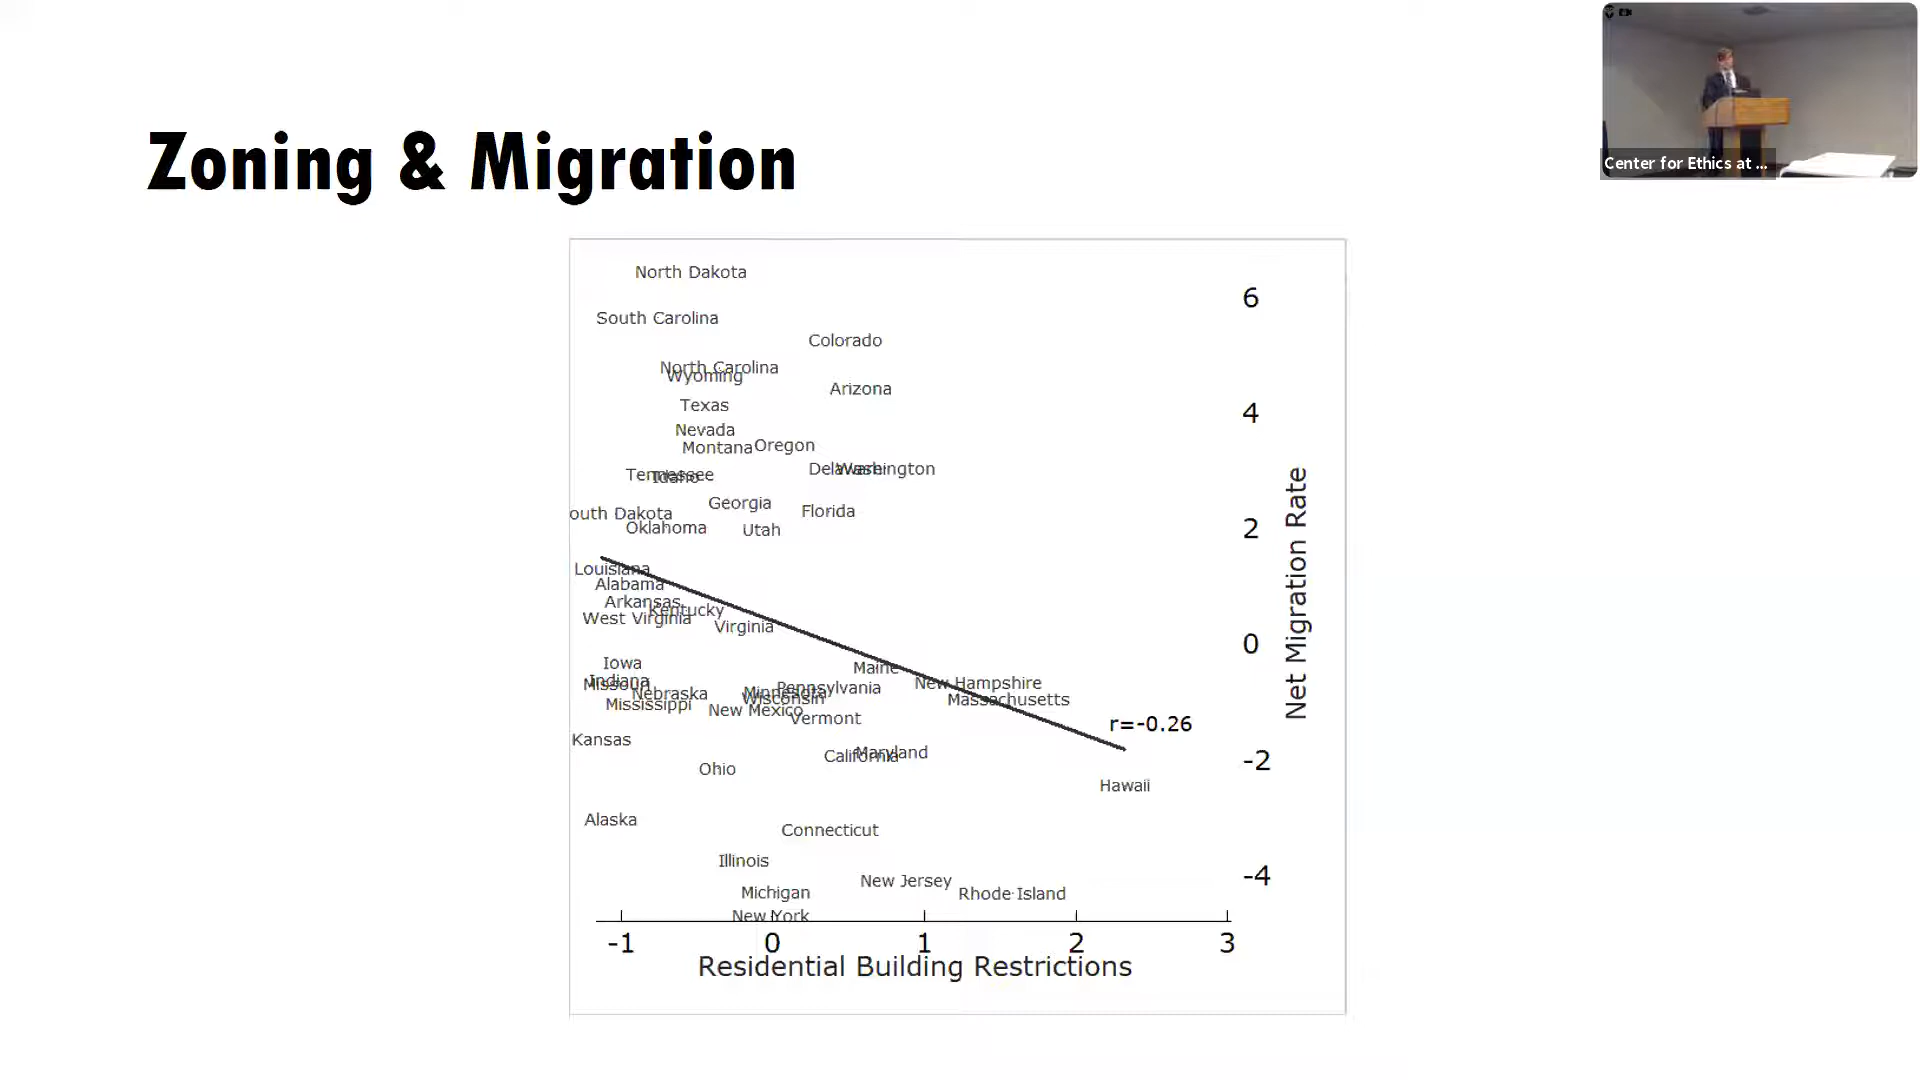 Center for Ethics at ...
Zoning & Migration
North Dakota
6
South Carolina
Colorado
North Carolina
Wyoming
Arizona
Texas
4
Nevada
Montana
Oregon
Delaware
Washington
Tennessee
Idaho
Georgia
Florida
outh Dakota
Oklahoma
Utah
2
Net Migration Rate
Louisiana
Alabama
Arkansas
Kentucky
West Virginia
Virginia
0
Iowa
Maine
Indiana
Missouri
Nebraska
Minnesota
Pennsylvania
Wisconsin
New Hampshire
Massachusetts
Mississippi
New Mexico
Vermont
r=-0.26
Kansas
California
Maryland
-2
Ohio
Hawaii
Alaska
Connecticut
Illinois
New Jersey
-4
Michigan
Rhode Island
New York
-1
0
1
2
3
Residential Building Restrictions